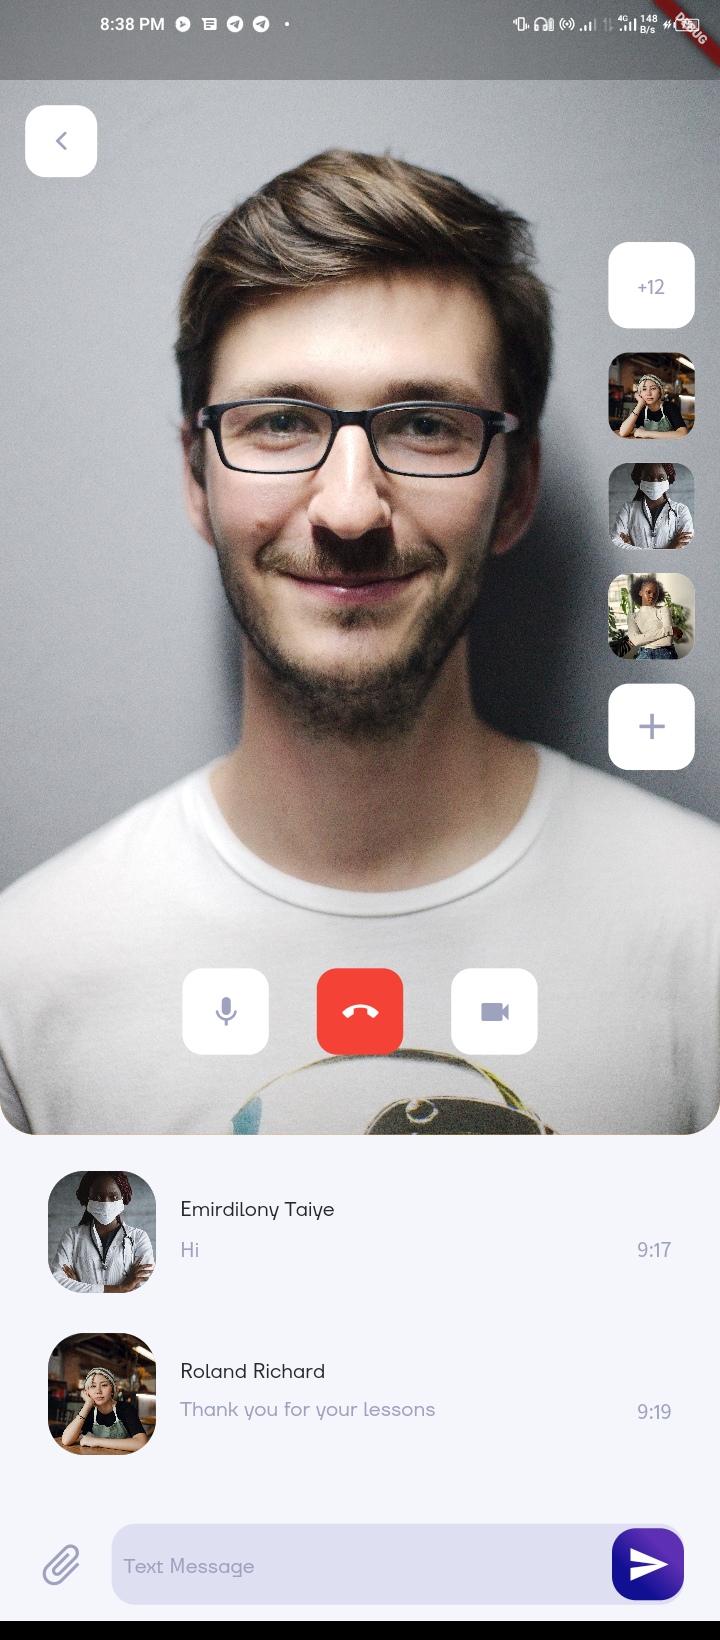 8:38 PM
4G 148 B/s
DEBUG
+12
Emirdilony Taiye
Hi
9:17
Roland Richard
Thank you for your lessons
9:19
Text Message